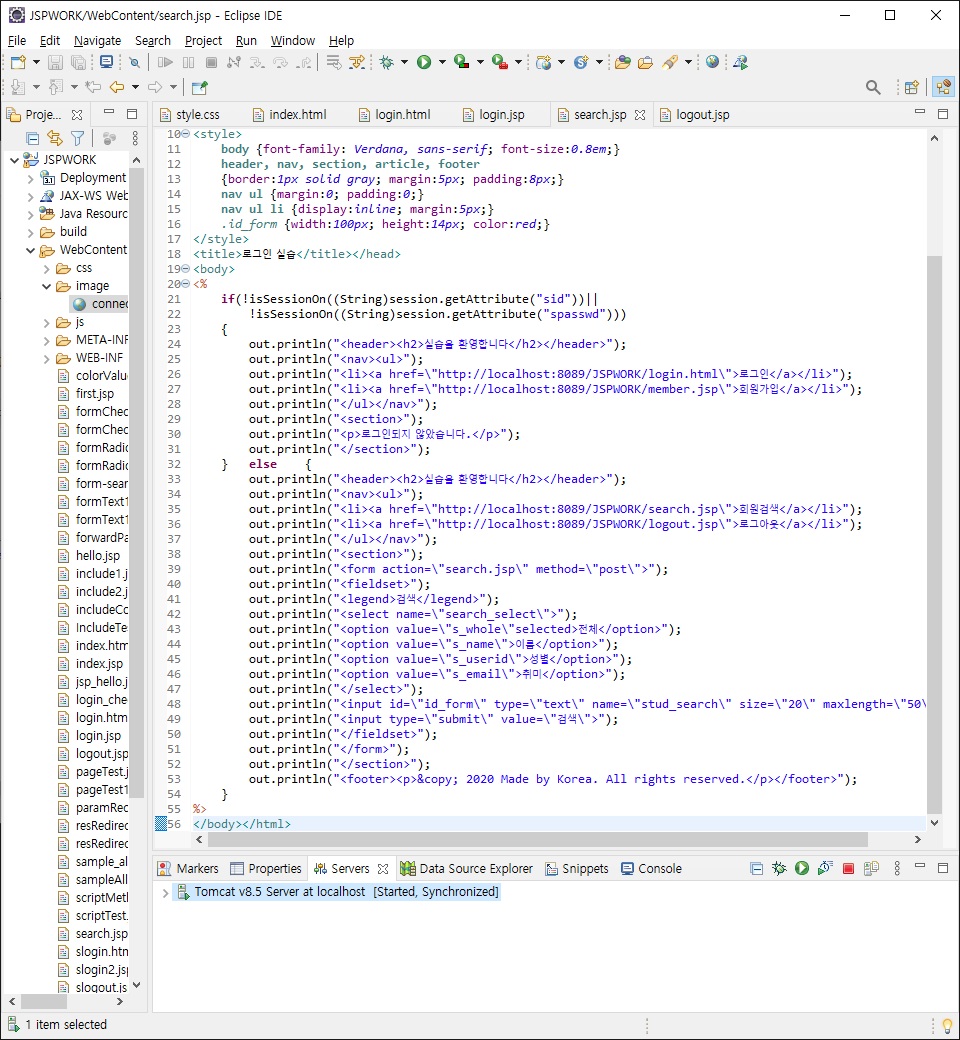 JSPWORK/WebContent/search.jsp - Eclipse IDE
File Edit Navigate Search Project Run Window Help
Proje...
style.css index.html login.html login.jsp search.jsp logout.jsp
JSPWORK
Deployment
JAX-WS Web
Java Resourc
build
WebContent
css
image
connec
js
META-INF
WEB-INF
colorValu
first.jsp
formChec
formChec
formRadic
formRadic
form-sear
formText1
formText1
forwardPa
hello.jsp
include1.j
include2.j
includeCo
IncludeTe
index.htm
index.jsp
jsp_hello.j
login_che
login.htm
login.jsp
logout.jsp
pageTest.j
pageTest1
paramRec
resRedirec
resRedirec
sample_al
sampleAll
scriptMet
scriptTest.
search.jsp
slogin.htn
slogin2.js
slogout.js
10 <style>
11 body {font-family: Verdana, sans-serif; font-size:0.8em;}
12 header, nav, section, article, footer
13 {border:1px solid gray; margin:5px; padding:8px;}
14 nav ul {margin:0; padding:0;}
15 nav ul li {display:inline; margin:5px;}
16 .id_form {width:100px; height:14px; color:red;}
17 </style>
18 <title>로그인 실습</title></head>
19 <body>
20 <%
21 if(!isSessionOn((String)session.getAttribute("sid"))||
22 !isSessionOn((String)session.getAttribute("spasswd")))
23 {
24 out.println("<header><h2>실습을 환영합니다</h2></header>");
25 out.println("<nav><ul>");
26 out.println("<li><a href=\"http://localhost:8089/JSPWORK/login.html\">로그인</a></li>");
27 out.println("<li><a href=\"http://localhost:8089/JSPWORK/member.jsp\">회원가입</a></li>");
28 out.println("</ul></nav>");
29 out.println("<section>");
30 out.println("<p>로그인되지 않았습니다.</p>");
31 out.println("</section>");
32 } else {
33 out.println("<header><h2>실습을 환영합니다</h2></header>");
34 out.println("<nav><ul>");
35 out.println("<li><a href=\"http://localhost:8089/JSPWORK/search.jsp\">회원검색</a></li>");
36 out.println("<li><a href=\"http://localhost:8089/JSPWORK/logout.jsp\">로그아웃</a></li>");
37 out.println("</ul></nav>");
38 out.println("<section>");
39 out.println("<form action=\"search.jsp\" method=\"post\">");
40 out.println("<fieldset>");
41 out.println("<legend>검색</legend>");
42 out.println("<select name=\"search_select\">");
43 out.println("<option value=\"s_whole\"selected>전체</option>");
44 out.println("<option value=\"s_name\">이름</option>");
45 out.println("<option value=\"s_userid\">성별</option>");
46 out.println("<option value=\"s_email\">취미</option>");
47 out.println("</select>");
48 out.println("<input id=\"id_form\" type=\"text\" name=\"stud_search\" size=\"20\" maxlength=\"50\
49 out.println("<input type=\"submit\" value=\"검색\">");
50 out.println("</fieldset>");
51 out.println("</form>");
52 out.println("</section>");
53 out.println("<footer><p>&copy; 2020 Made by Korea. All rights reserved.</p></footer>");
54 }
55 %>
56 </body></html>
Markers Properties Servers Data Source Explorer Snippets Console
Tomcat v8.5 Server at localhost [Started, Synchronized]
1 item selected